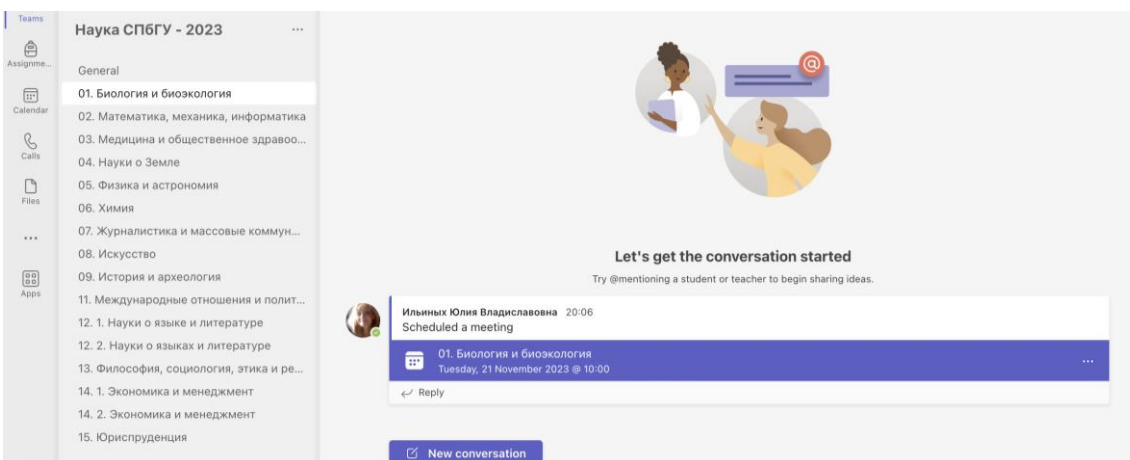 Teams
Assignme...
Calendar
Calls
Files
...
Apps
Наука СПбГУ - 2023 ...
General
01. Биология и биоэкология
02. Математика, механика, информатика
03. Медицина и общественное здравоо...
04. Науки о Земле
05. Физика и астрономия
06. Химия
07. Журналистика и массовые коммун...
08. Искусство
09. История и археология
11. Международные отношения и полит...
12. 1. Науки о языке и литературе
12. 2. Науки о языках и литературе
13. Философия, социология, этика и ре...
14. 1. Экономика и менеджмент
14. 2. Экономика и менеджмент
15. Юриспруденция
@
Let's get the conversation started
Try @mentioning a student or teacher to begin sharing ideas.
Ильиных Юлия Владиславовна 20:06
Scheduled a meeting
01. Биология и биоэкология
Tuesday, 21 November 2023 @ 10:00
...
Reply
New conversation